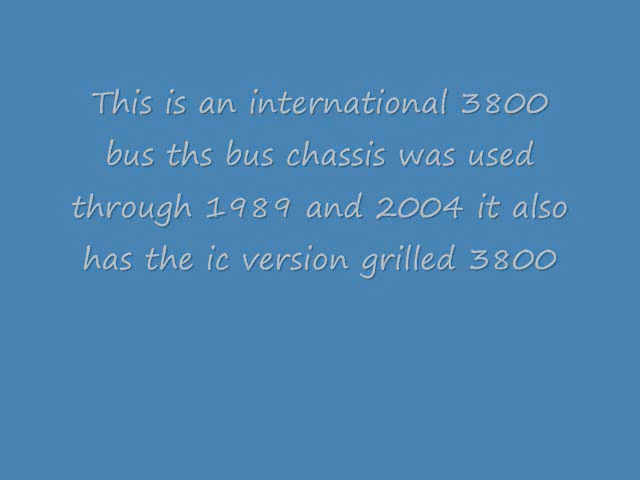 This is an international 3800
bus ths bus chassis was used
through 1989 and 2004 it also
has the ic version grilled 3800